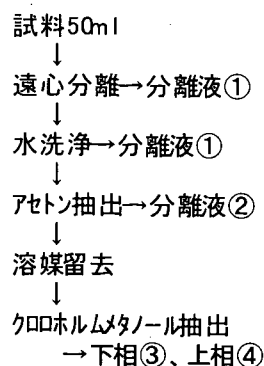 試料50ml
↓
遠心分離→分離液①
↓
水洗浄→分離液①
↓
アセトン抽出→分離液②
↓
溶媒留去
↓
クロロホルムメタノール抽出
→下相③、上相④